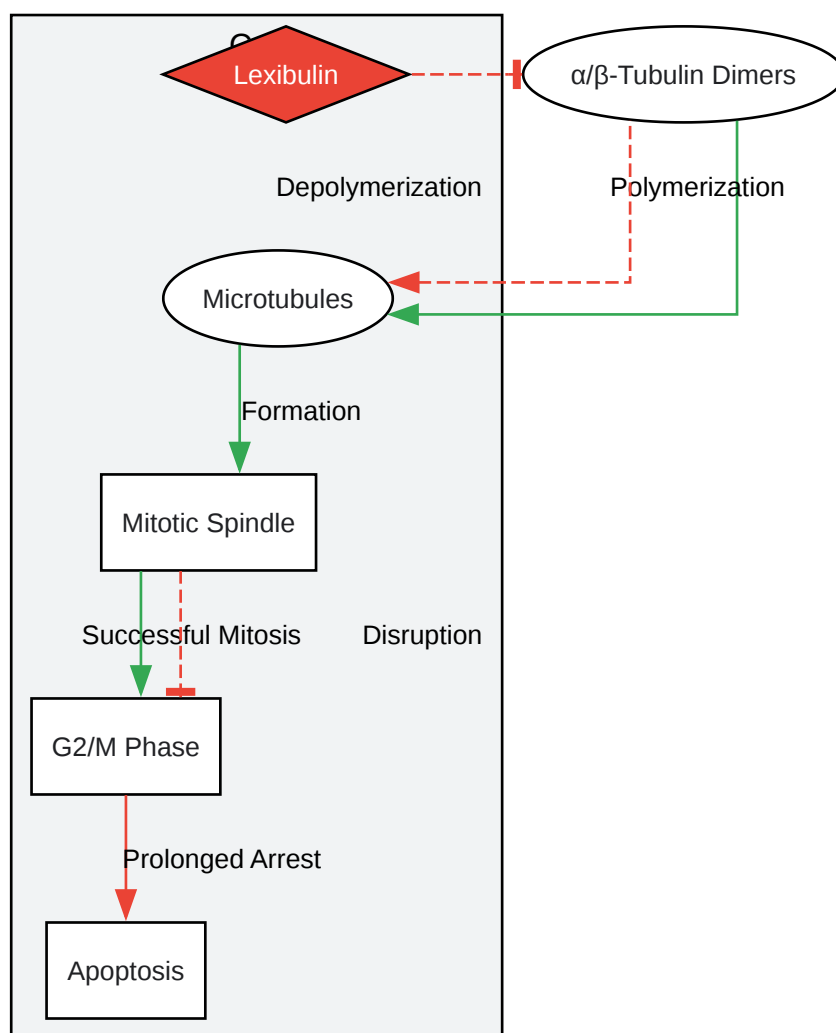 Lexibulin
α/β-Tubulin Dimers
Depolymerization
Polymerization
Microtubules
Formation
Mitotic Spindle
Successful Mitosis
Disruption
G2/M Phase
Prolonged Arrest
Apoptosis